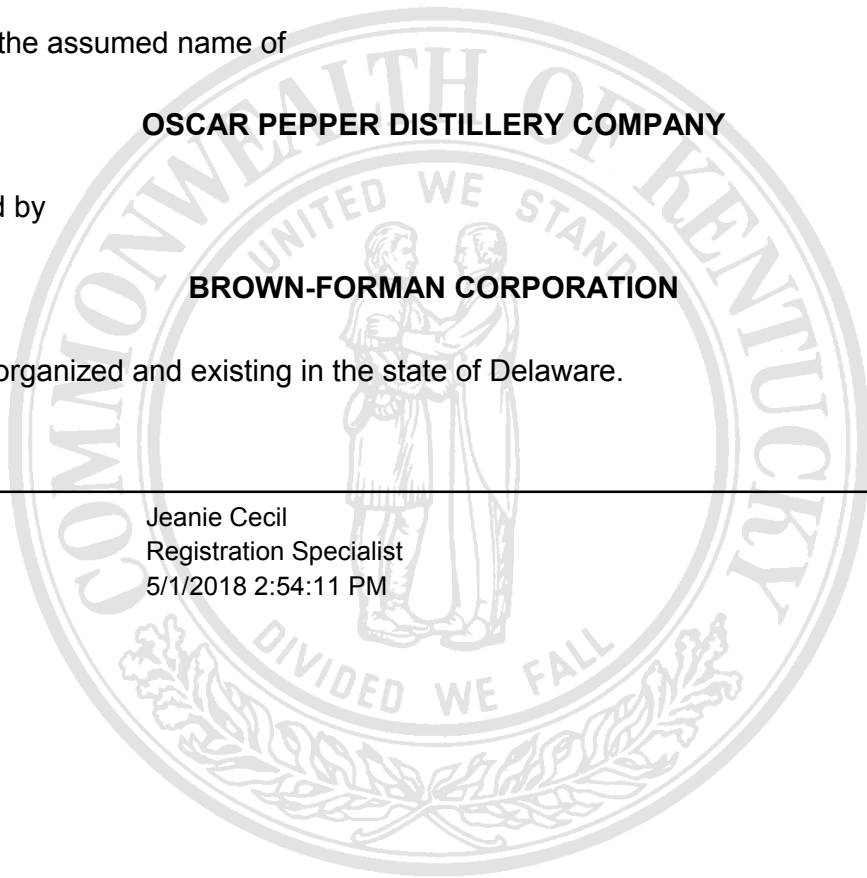 the assumed name of
OSCAR PEPPER DISTILLERY COMPANY
d by
BROWN-FORMAN CORPORATION
organized and existing in the state of Delaware.
Jeanie Cecil
Registration Specialist
5/1/2018 2:54:11 PM
COMMONWEALTH OF KENTUCKY
UNITED WE STAND
DIVIDED WE FALL